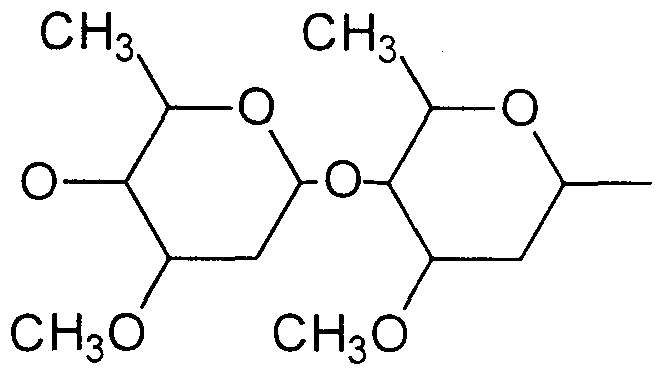 CH₃ CH₃
O O
O O
CH₃O CH₃O